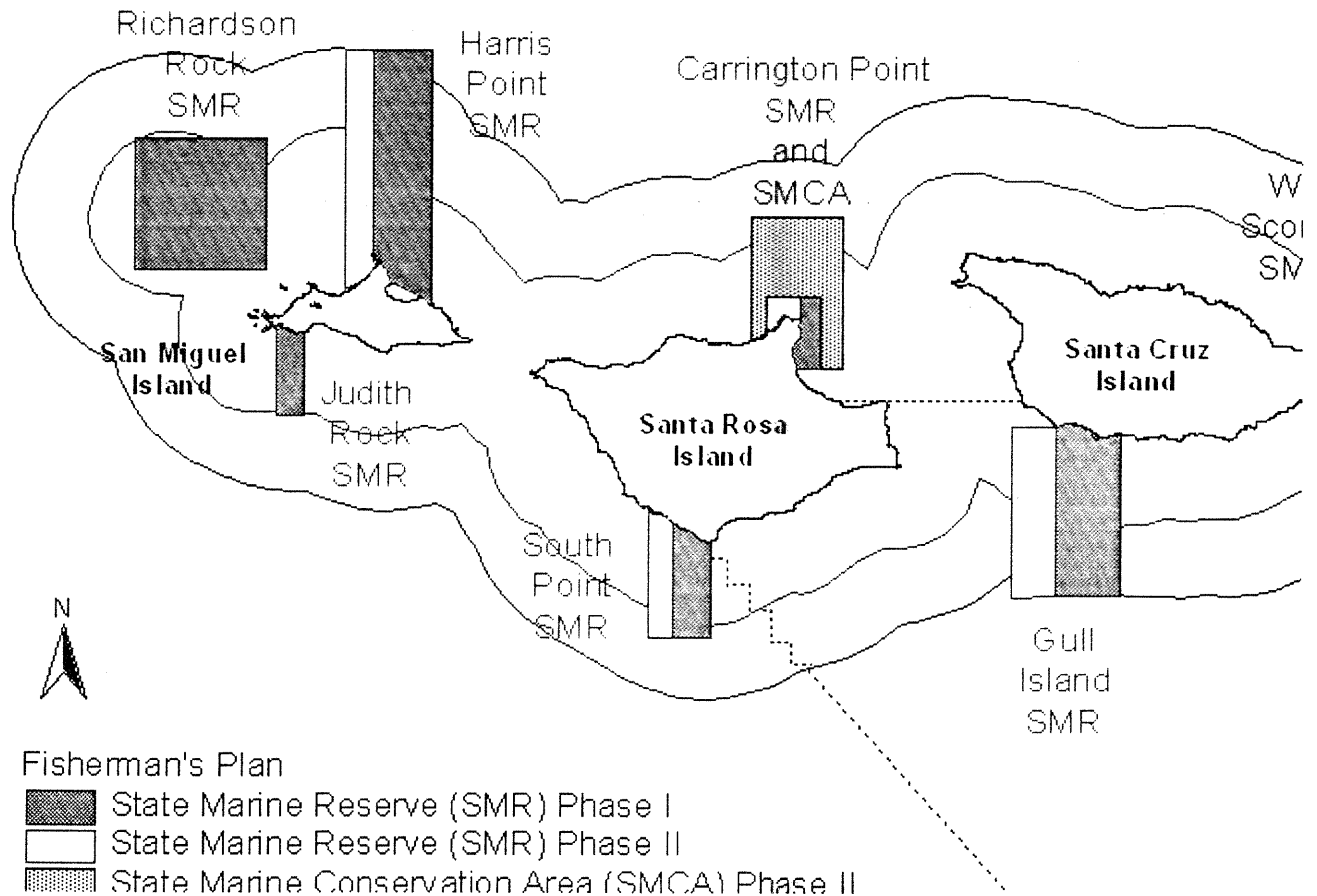 Richardson
Rock
SMR
Harris
Point
SMR
Carrington Point
SMR
and
SMCA
W
Scor
SM
San Miguel
Island
Judith
Rock
SMR
Santa Rosa
Island
Santa Cruz
Island
South
Point
SMR
Gull
Island
SMR
N
Fisherman's Plan
State Marine Reserve (SMR) Phase I
State Marine Reserve (SMR) Phase II
State Marine Conservation Area (SMCA) Phase II